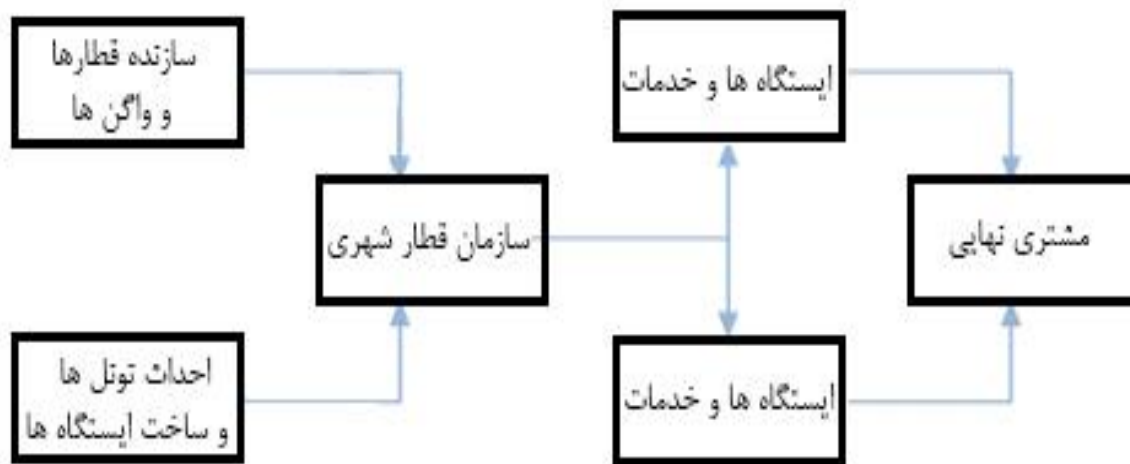 سازنده قطارها
و واگن ها
ایستگاه ها و خدمات
سازمان قطار شهری
مشتری نهایی
احداث تونل ها
و ساخت ایستگاه ها
ایستگاه ها و خدمات